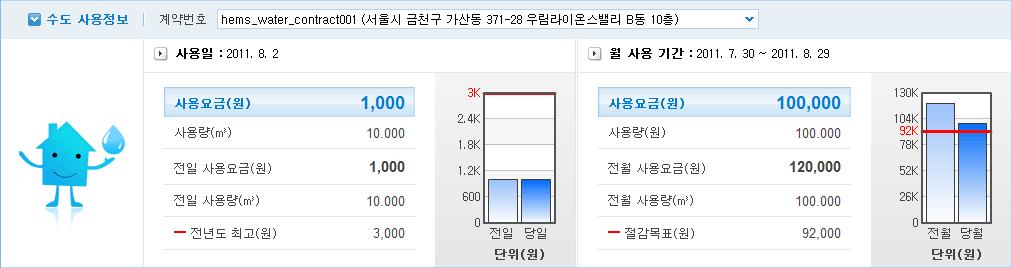 수도 사용정보 계약번호 hems_water_contract001 (서울시 금천구 가산동 371-28 우림라이온스밸리 B동 10층)
사용일 : 2011. 8. 2
사용요금(원) 1,000
사용량(㎥) 10.000
전일 사용요금(원) 1,000
전일 사용량(㎥) 10.000
전년도 최고(원) 3,000
3K
2.4K
1.8K
1.2K
600
0
전일 당일
단위(원)
월 사용 기간 : 2011. 7. 30 ~ 2011. 8. 29
사용요금(원) 100,000
사용량(원) 100.000
전월 사용요금(원) 120,000
전월 사용량(㎥) 100.000
절감목표(원) 92,000
130K
104K
92K
78K
52K
26K
0
전월 당월
단위(원)